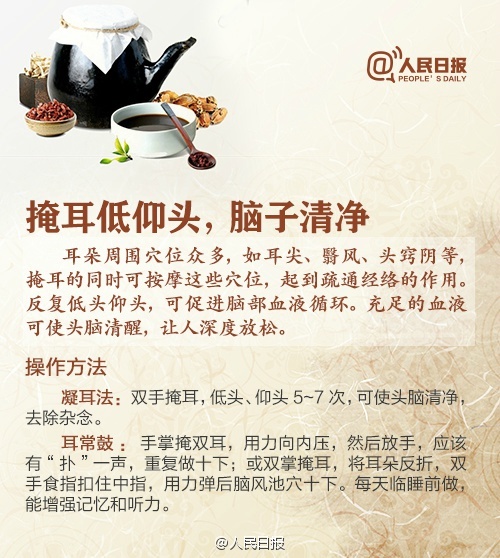 @人民日报
PEOPLE'S DAILY
掩耳低仰头，脑子清净
耳朵周围穴位众多，如耳尖、翳风、头窍阴等，
掩耳的同时可按摩这些穴位，起到疏通经络的作用。
反复低头仰头，可促进脑部血液循环。充足的血液
可使头脑清醒，让人深度放松。
操作方法
凝耳法：双手掩耳，低头、仰头 5~7 次，可使头脑清净，
去除杂念。
耳常鼓：手掌掩双耳，用力向内压，然后放手，应该
有“扑”一声，重复做十下；或双掌掩耳，将耳朵反折，双
手食指扣住中指，用力弹后脑风池穴十下。每天临睡前做，
能增强记忆和听力。
@人民日报